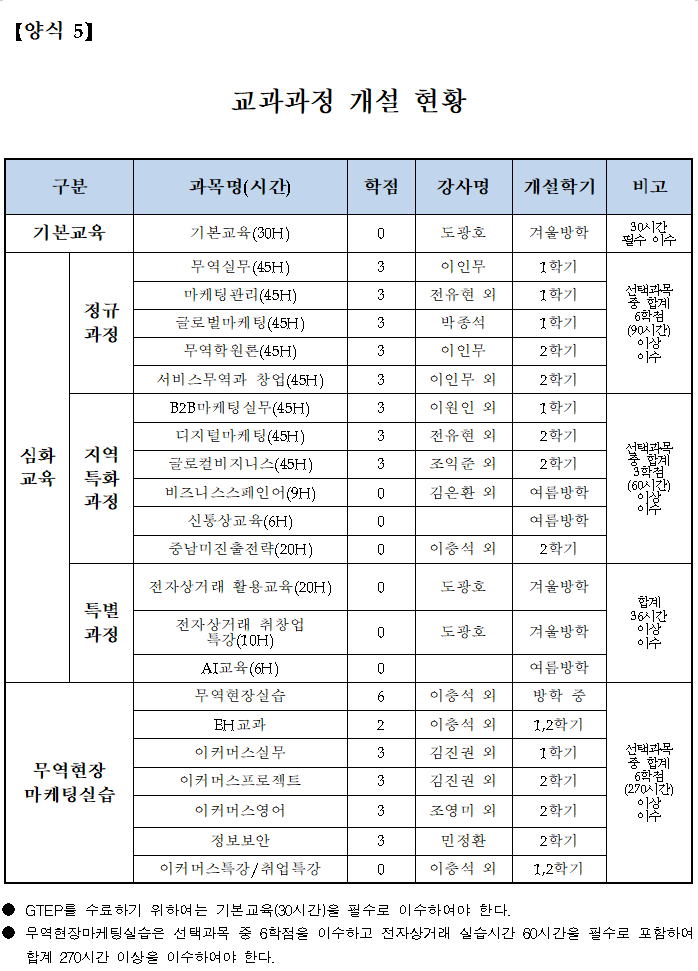 【양식 5】
교과과정 개설 현황
구분 과목명(시간) 학점 강사명 개설학기 비고
기본교육 기본교육(30H) 0 도광호 겨울방학 30시간
필수 이수
심화
교육
정규
과정
무역실무(45H) 3 이인무 1학기
마케팅관리(45H) 3 전유현 외 1학기
글로벌마케팅(45H) 3 박종석 1학기
무역학원론(45H) 3 이인무 2학기
서비스무역과 창업(45H) 3 이인무 외 2학기
선택과목
중 합계
6학점
(90시간)
이상
이수
지역
특화
과정
B2B마케팅실무(45H) 3 이원인 외 1학기
디지털마케팅(45H) 3 전유현 외 2학기
글로컬비지니스(45H) 3 조익준 외 2학기
비즈니스스페인어(9H) 0 김은환 외 여름방학
신통상교육(6H) 0 여름방학
중남미진출전략(20H) 0 이충석 외 2학기
선택과목
중 합계
3학점
(60시간)
이상
이수
특별
과정
전자상거래 활용교육(20H) 0 도광호 겨울방학
전자상거래 취창업
특강(10H) 0 도광호 겨울방학
AI교육(6H) 0 여름방학
합계
36시간
이상
이수
무역현장
마케팅실습
무역현장실습 6 이충석 외 방학 중
EH교과 2 이충석 외 1,2학기
이커머스실무 3 김진권 외 1학기
이커머스프로젝트 3 김진권 외 2학기
이커머스영어 3 조영미 외 2학기
정보보안 3 민정환 2학기
이커머스특강/취업특강 0 이충석 외 1,2학기
선택과목
중 합계
6학점
(270시간)
이상
이수
● GTEP를 수료하기 위하여는 기본교육(30시간)을 필수로 이수하여야 한다.
● 무역현장마케팅실습은 선택과목 중 6학점을 이수하고 전자상거래 실습시간 60시간을 필수로 포함하여
합계 270시간 이상을 이수하여야 한다.